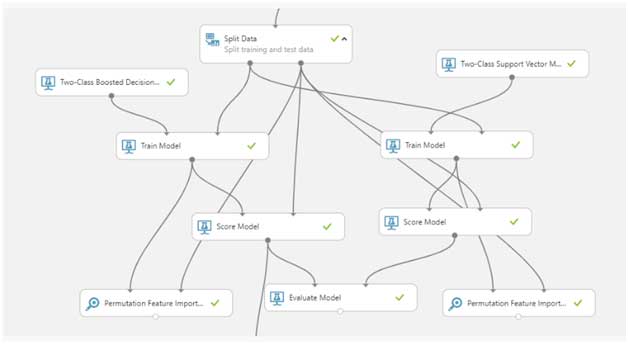 Split Data
Split training and test data
Two-Class Boosted Decision...
Two-Class Support Vector M...
Train Model
Train Model
Score Model
Score Model
Permutation Feature Import...
Evaluate Model
Permutation Feature Import...